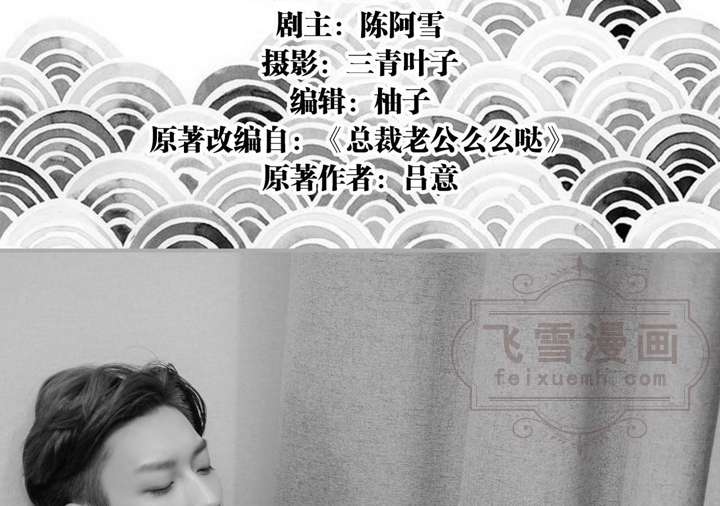 剧主：陈阿雪
摄影：三青叶子
编辑：柚子
原著改编自：《总裁老公么么哒》
原著作者：吕意
飞雪漫画
feixuemh.com